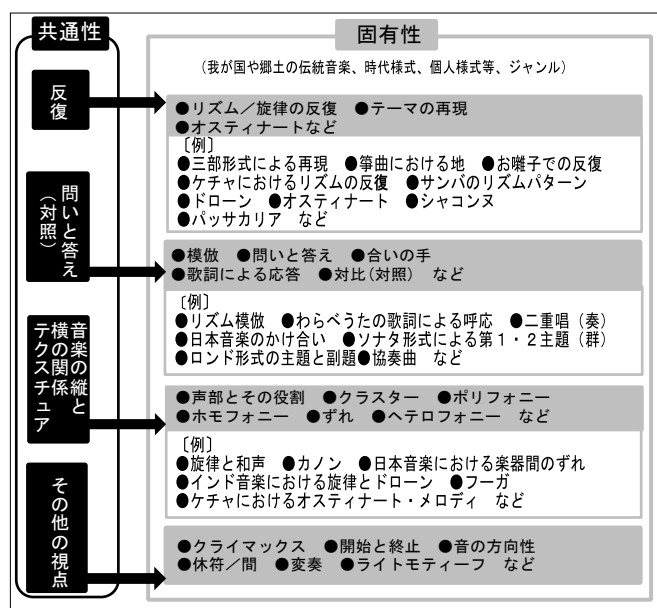 共通性
固有性
(我が国や郷土の伝統音楽、時代様式、個人様式等、ジャンル)
反復
●リズム／旋律の反復　●テーマの再現
●オスティナートなど
〔例〕
●三部形式による再現　●箏曲における地　●お囃子での反復
●ケチャにおけるリズムの反復　●サンバのリズムパターン
●ドローン　●オスティナート　●シャコンヌ
●パッサカリア　など
問いと答え
(対照)
●模倣　●問いと答え　●合いの手
●歌詞による応答　●対比(対照)　など
〔例〕
●リズム模倣　●わらべうたの歌詞による呼応　●二重唱（奏）
●日本音楽のかけ合い　●ソナタ形式による第１・２主題（群）
●ロンド形式の主題と副題●協奏曲　など
音楽の縦と
横の関係
テクスチュア
●声部とその役割　●クラスター　●ポリフォニー
●ホモフォニー　●ずれ　●ヘテロフォニー　など
〔例〕
●旋律と和声　●カノン　●日本音楽における楽器間のずれ
●インド音楽における旋律とドローン　●フーガ
●ケチャにおけるオスティナート・メロディ　など
その他の視点
●クライマックス　●開始と終止　●音の方向性
●休符／間　●変奏　●ライトモティーフ　など